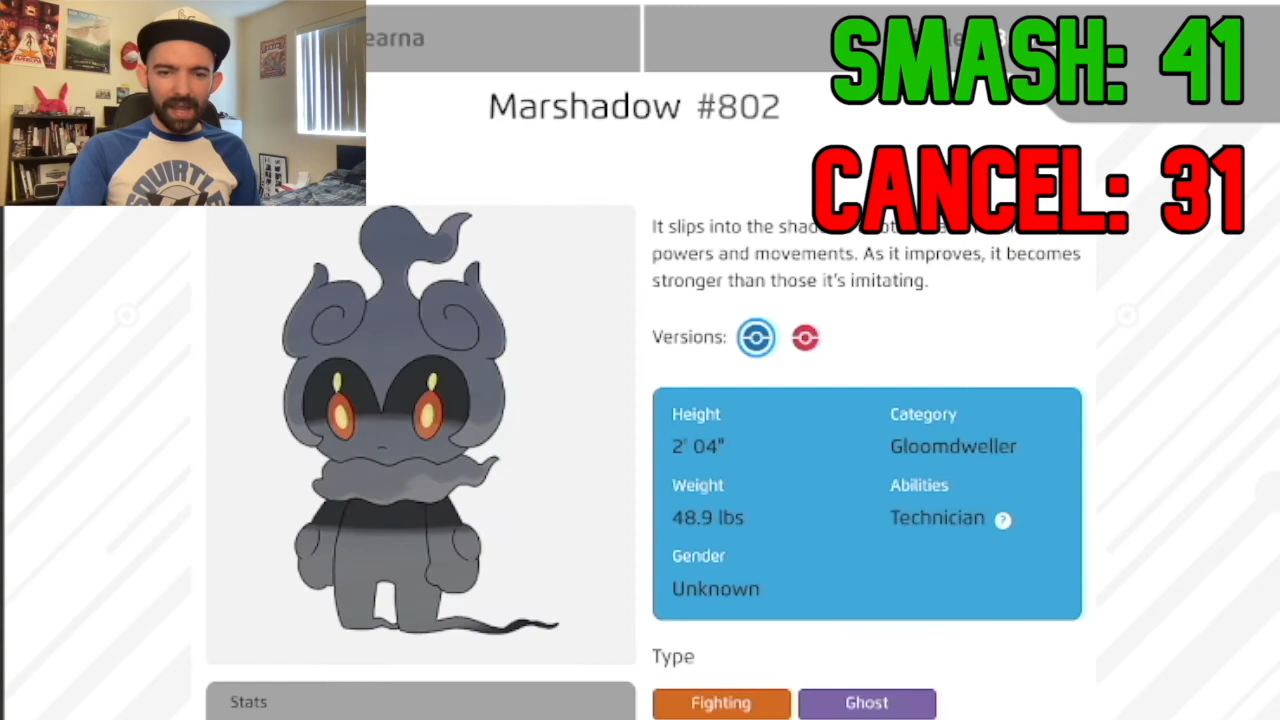 earna
SMASH: 41
Marshadow #802
CANCEL: 31
It slips into the
powers and movements. As it improves, it becomes
stronger than those it's imitating.
Versions:
Height
2' 04"
Category
Gloomdweller
Weight
48.9 lbs
Abilities
Technician ?
Gender
Unknown
Type
Fighting
Ghost
Stats
SQUIRTLE